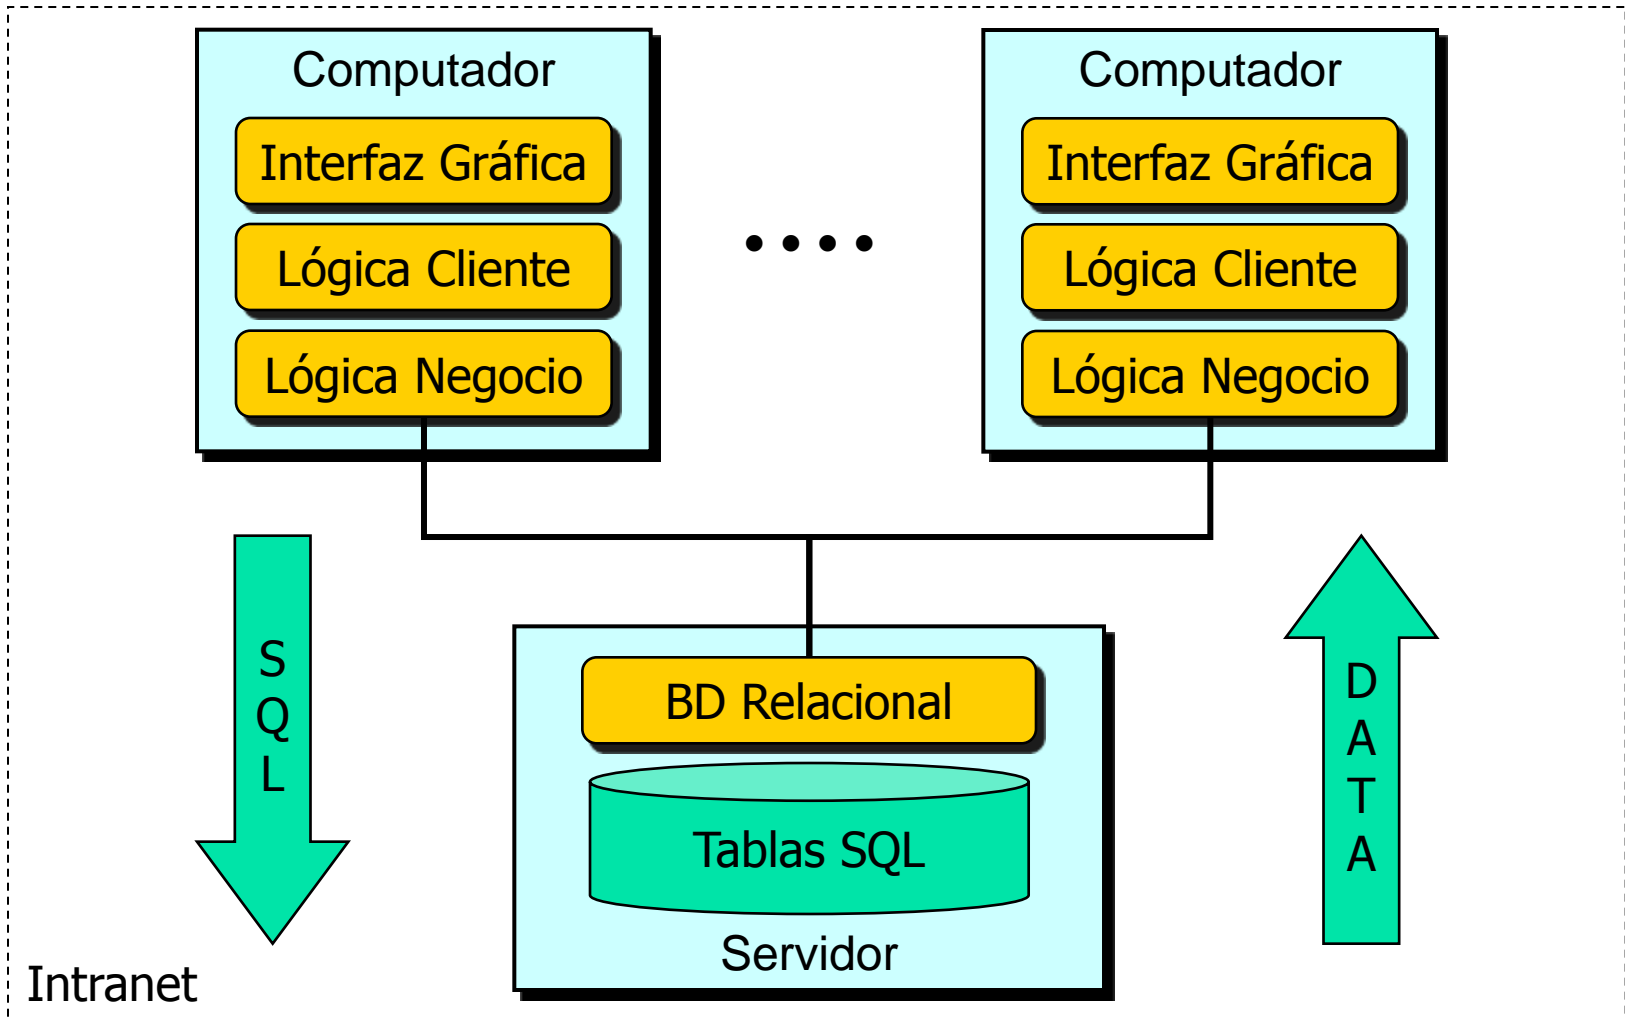 Computador
Interfaz Gráfica
Lógica Cliente
Lógica Negocio
Computador
Interfaz Gráfica
Lógica Cliente
Lógica Negocio
S
Q
L
BD Relacional
Tablas SQL
Servidor
D
A
T
A
Intranet